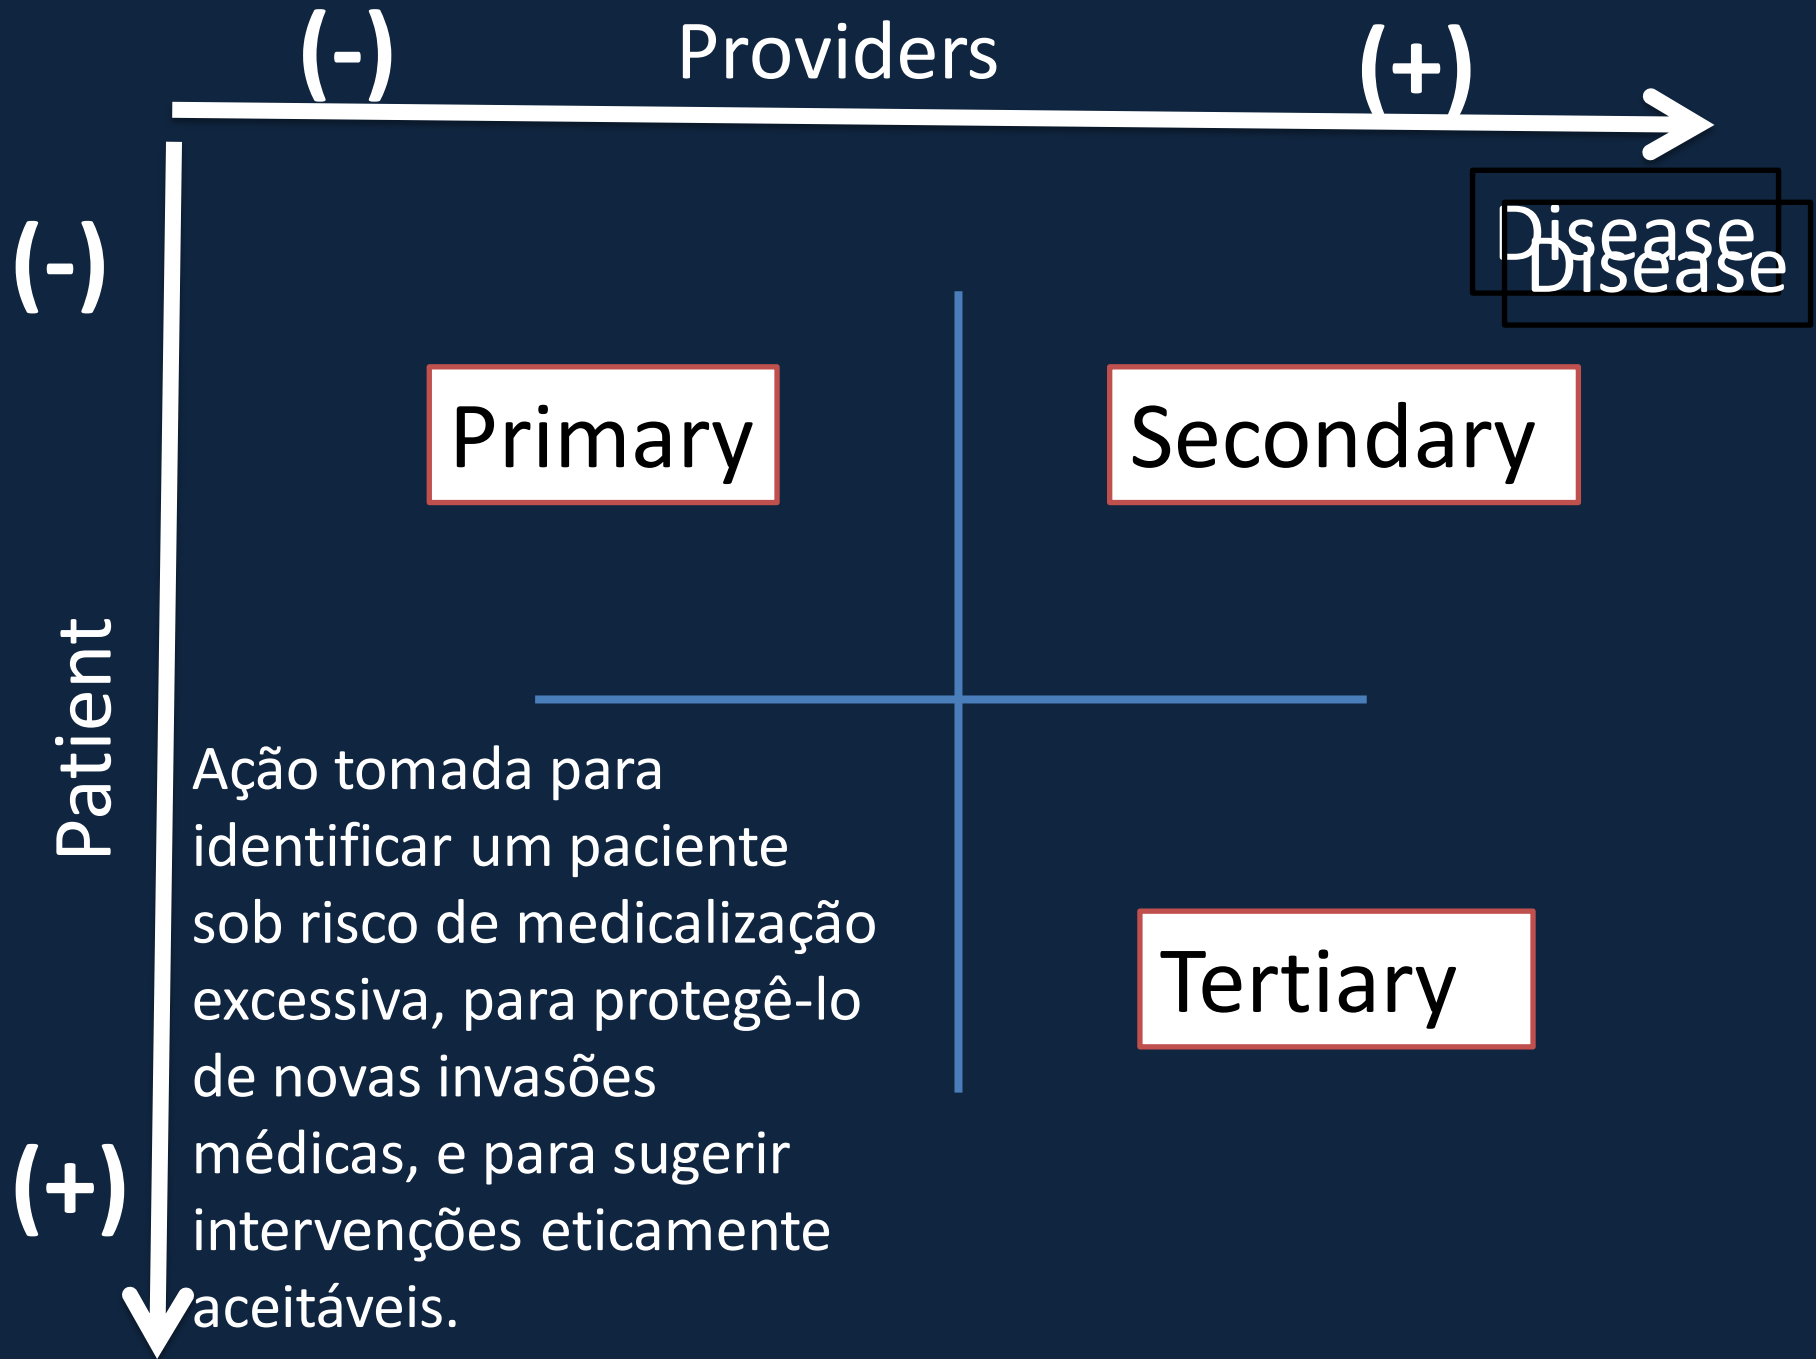 (-) Providers (+)
Disease
Disease
(-)
Primary Secondary
Patient
Ação tomada para
identificar um paciente
sob risco de medicalização
excessiva, para protegê-lo
de novas invasões
médicas, e para sugerir
intervenções eticamente
aceitáveis.
Tertiary
(+)